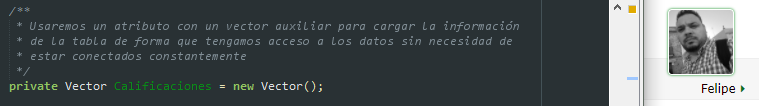 /**
* Usaremos un atributo con un vector auxiliar para cargar la información
* de la tabla de forma que tengamos acceso a los datos sin necesidad de
* estar conectados constantemente
*/
private Vector Calificaciones = new Vector();
Felipe